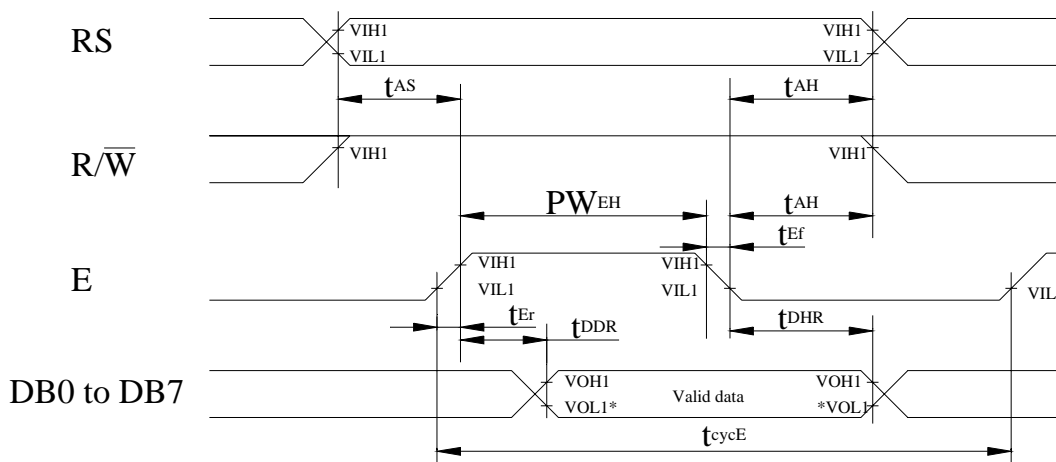 RS
VIH1
VIL1
VIH1
VIL1
tAS
tAH
R/W̅
VIH1
VIH1
PWEH
tAH
tEf
E
VIH1
VIL1
VIH1
VIL1
VIL
tEr
tDDR
tDHR
DB0 to DB7
VOH1
VOL1*
Valid data
VOH1
*VOL1
tcycE